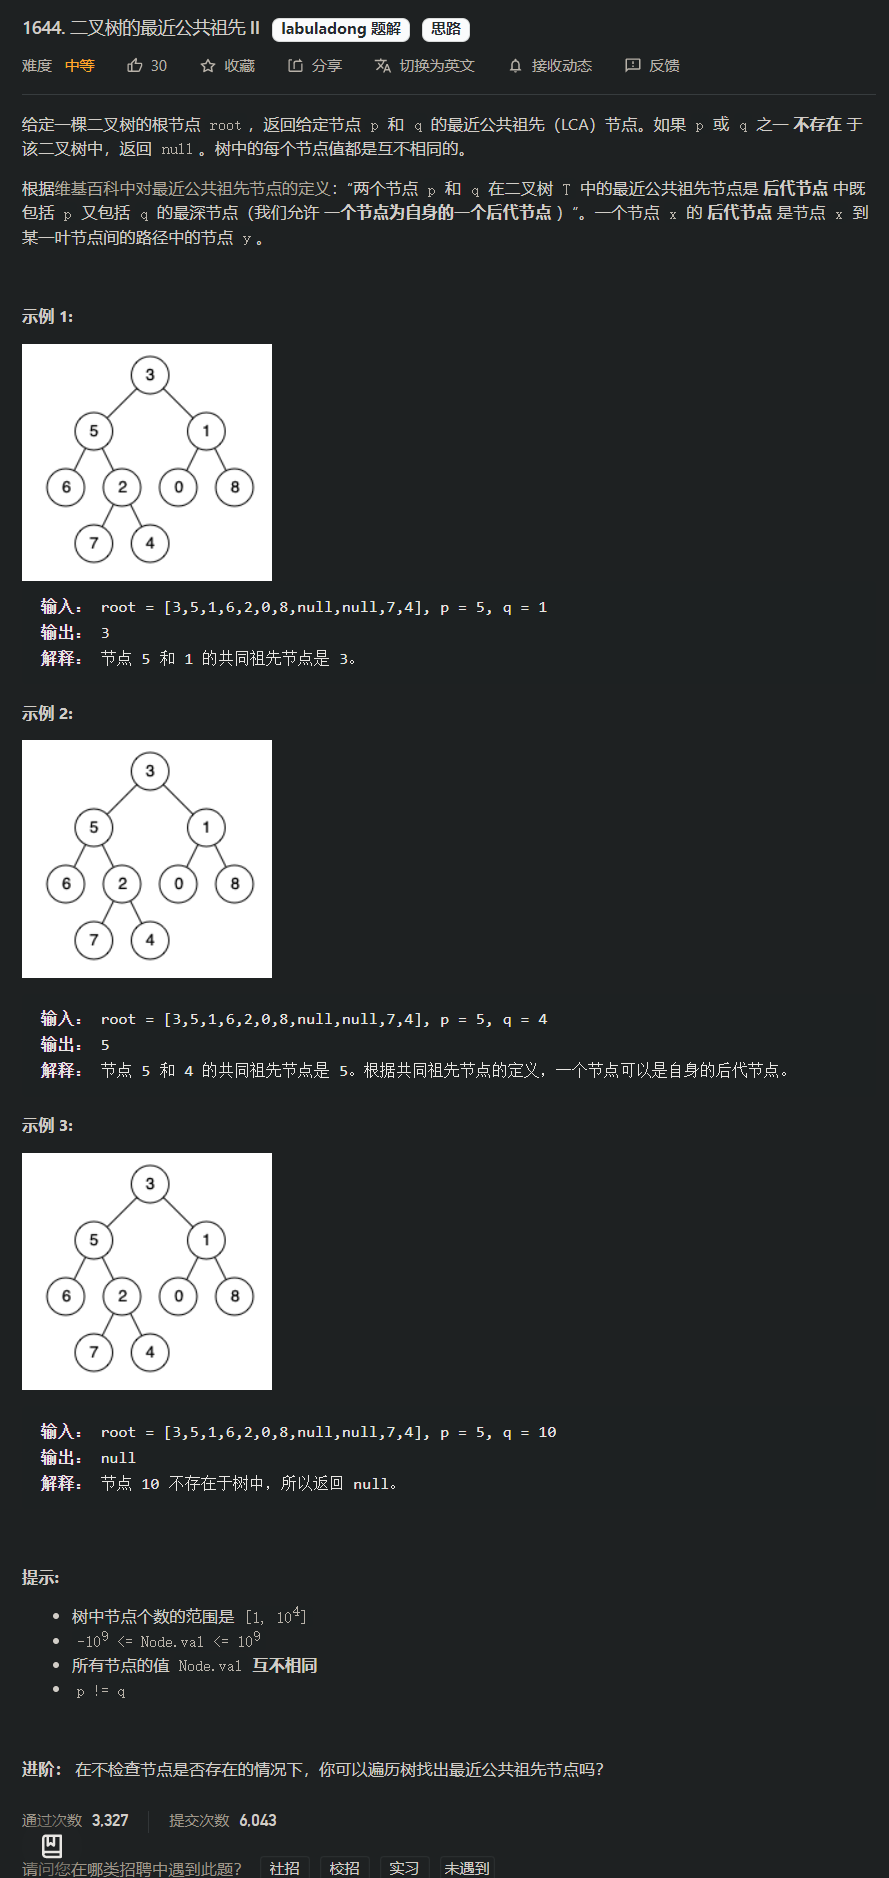 1644. 二叉树的最近公共祖先 II labuladong 题解 思路
难度 中等 30 收藏 分享 切换为英文 接收动态 反馈
给定一棵二叉树的根节点 root ，返回给定节点 p 和 q 的最近公共祖先（LCA）节点。如果 p 或 q 之一 不存在 于
该二叉树中，返回 null 。树中的每个节点值都是互不相同的。
根据维基百科中对最近公共祖先节点的定义：“两个节点 p 和 q 在二叉树 T 中的最近公共祖先节点是 后代节点 中既
包括 p 又包括 q 的最深节点（我们允许 一个节点为自身的一个后代节点 ）”。一个节点 x 的 后代节点 是节点 x 到
某一叶节点间的路径中的节点 y 。
示例 1:
3
5 1
6 2 0 8
7 4
输入： root = [3,5,1,6,2,0,8,null,null,7,4], p = 5, q = 1
输出： 3
解释： 节点 5 和 1 的共同祖先节点是 3。
示例 2:
3
5 1
6 2 0 8
7 4
输入： root = [3,5,1,6,2,0,8,null,null,7,4], p = 5, q = 4
输出： 5
解释： 节点 5 和 4 的共同祖先节点是 5。根据共同祖先节点的定义，一个节点可以是自身的后代节点。
示例 3:
3
5 1
6 2 0 8
7 4
输入： root = [3,5,1,6,2,0,8,null,null,7,4], p = 5, q = 10
输出： null
解释： 节点 10 不存在于树中，所以返回 null。
提示:
• 树中节点个数的范围是 [1, 10^4]
• -10^9 <= Node.val <= 10^9
• 所有节点的值 Node.val 互不相同
• p != q
进阶： 在不检查节点是否存在的情况下，你可以遍历树找出最近公共祖先节点吗？
通过次数 3,327 提交次数 6,043
请问您在哪类招聘中遇到此题？ 社招 校招 实习 未遇到